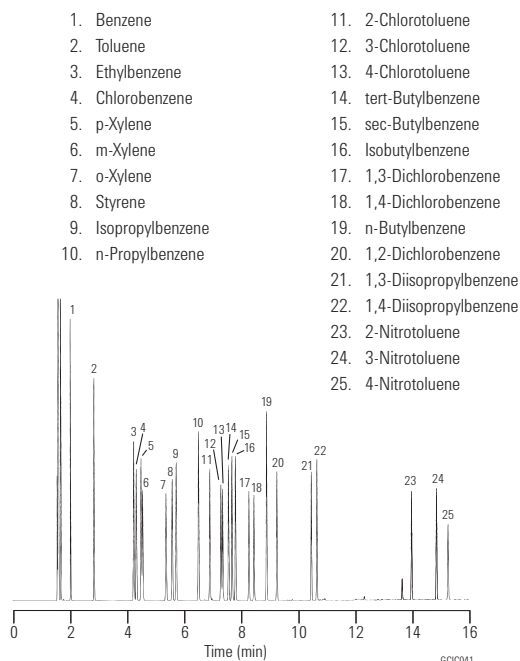 1. Benzene
2. Toluene
3. Ethylbenzene
4. Chlorobenzene
5. p-Xylene
6. m-Xylene
7. o-Xylene
8. Styrene
9. Isopropylbenzene
10. n-Propylbenzene
11. 2-Chlorotoluene
12. 3-Chlorotoluene
13. 4-Chlorotoluene
14. tert-Butylbenzene
15. sec-Butylbenzene
16. Isobutylbenzene
17. 1,3-Dichlorobenzene
18. 1,4-Dichlorobenzene
19. n-Butylbenzene
20. 1,2-Dichlorobenzene
21. 1,3-Diisopropylbenzene
22. 1,4-Diisopropylbenzene
23. 2-Nitrotoluene
24. 3-Nitrotoluene
25. 4-Nitrotoluene
1
2
3
4
5
6
7
8
9
10
11
12
13
14
15
16
17
18
19
20
21
22
23
24
25
0 2 4 6 8 10 12 14 16
Time (min)
GCIC041